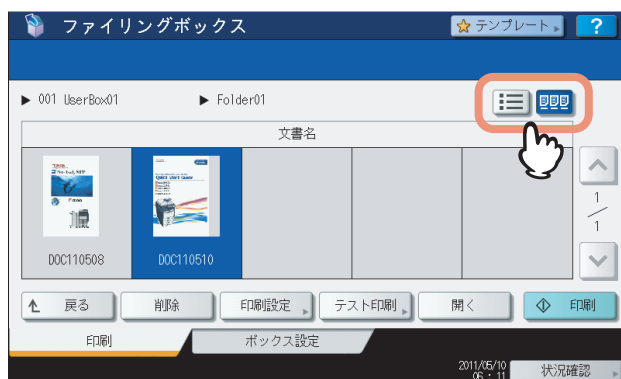 ファイリングボックス
テンプレート
?
001 UserBox01
Folder01
文書名
DOC110508
DOC110510
1
1
戻る
削除
印刷設定
テスト印刷
開く
印刷
印刷
ボックス設定
2011/05/10
06 : 11
状況確認